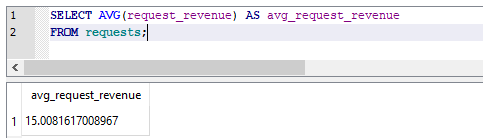 1 SELECT AVG(request_revenue) AS avg_request_revenue
2 FROM requests;
avg_request_revenue
1 15.0081617008967